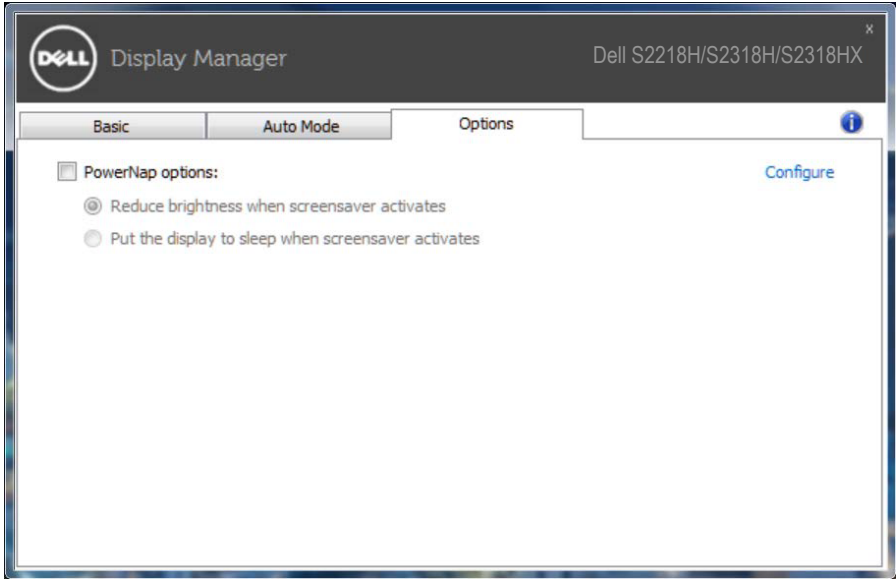 DELL Display Manager Dell S2218H/S2318H/S2318HX x
Basic Auto Mode Options i
PowerNap options: Configure
Reduce brightness when screensaver activates
Put the display to sleep when screensaver activates